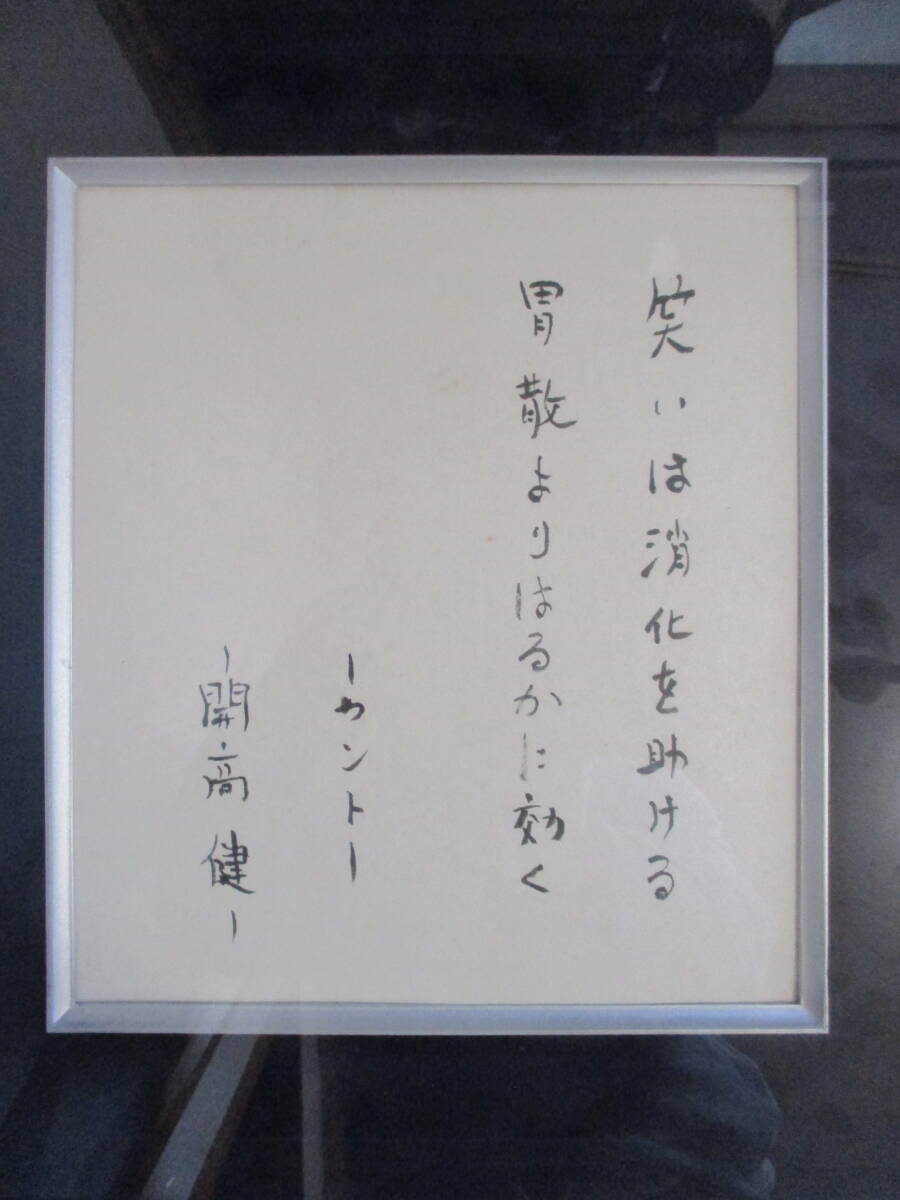 笑いは消化を助ける
胃散よりはるかに効く
ーカントー
ー開高健ー